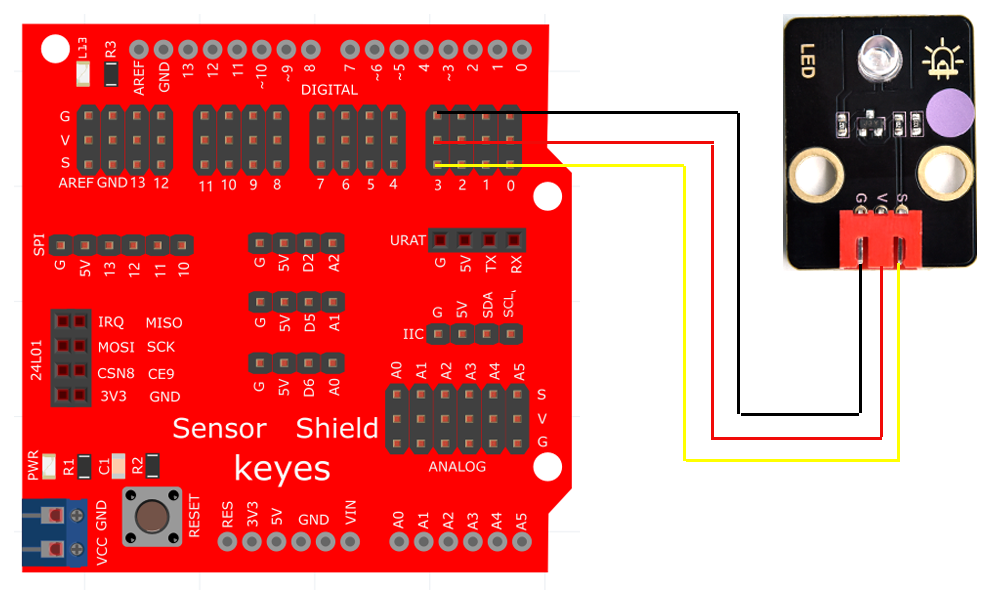 L13
R3
AREF
GND
13
12
11
~10
~9
8
7
~6
~5
4
~3
2
1
0
DIGITAL
G
V
S
AREF GND 13 12
11 10 9 8
7 6 5 4
3 2 1 0
LED
G
V
S
SPI
G
5V
13
12
11
10
G
5V
D2
A2
URAT
G
5V
TX
RX
G
5V
D5
A1
G
5V
SDA
SCL,
IIC
24L01
IRQ MISO
MOSI SCK
CSN8 CE9
3V3 GND
G
5V
D6
A0
A0
A1
A2
A3
A4
A5
S
V
G
ANALOG
Sensor Shield
keyes
PWR
R1
C1
R2
GND
VCC
RESET
RES
3V3
5V
GND
VIN
A0
A1
A2
A3
A4
A5